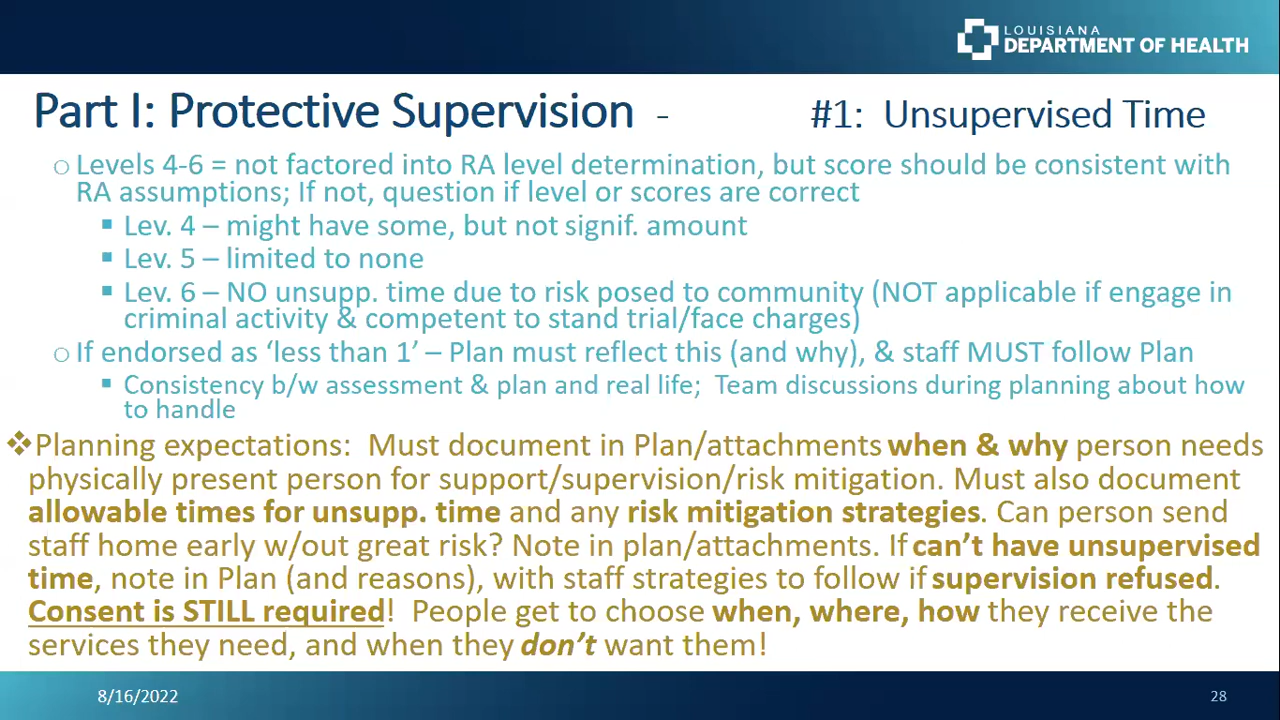 LOUISIANA
DEPARTMENT OF HEALTH
Part I: Protective Supervision - #1: Unsupervised Time
○ Levels 4-6 = not factored into RA level determination, but score should be consistent with
RA assumptions; If not, question if level or scores are correct
▪ Lev. 4 – might have some, but not signif. amount
▪ Lev. 5 – limited to none
▪ Lev. 6 – NO unsupp. time due to risk posed to community (NOT applicable if engage in
criminal activity & competent to stand trial/face charges)
○ If endorsed as ‘less than 1’ – Plan must reflect this (and why), & staff MUST follow Plan
▪ Consistency b/w assessment & plan and real life; Team discussions during planning about how
to handle
❖Planning expectations: Must document in Plan/attachments when & why person needs
physically present person for support/supervision/risk mitigation. Must also document
allowable times for unsupp. time and any risk mitigation strategies. Can person send
staff home early w/out great risk? Note in plan/attachments. If can’t have unsupervised
time, note in Plan (and reasons), with staff strategies to follow if supervision refused.
Consent is STILL required! People get to choose when, where, how they receive the
services they need, and when they don’t want them!
8/16/2022
28